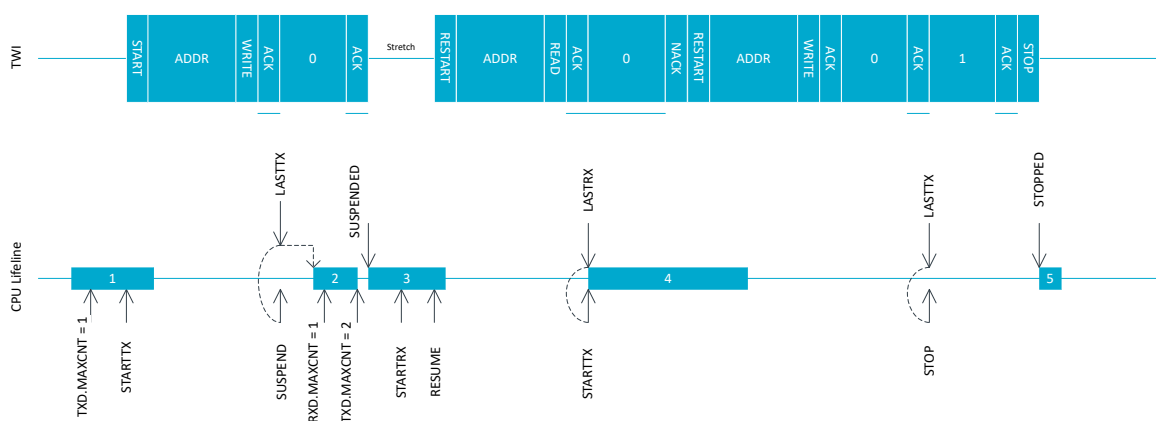 TWI
START
ADDR
WRITE
ACK
0
ACK
Stretch
RESTART
ADDR
READ
ACK
0
NACK
RESTART
ADDR
WRITE
ACK
0
ACK
1
ACK
STOP
CPU Lifeline
LASTTX
SUSPENDED
LASTRX
LASTTX
STOPPED
1
2
3
4
5
TXD.MAXCNT = 1
STARTTX
SUSPEND
RXD.MAXCNT = 1
TXD.MAXCNT = 2
STARTRX
RESUME
STARTTX
STOP